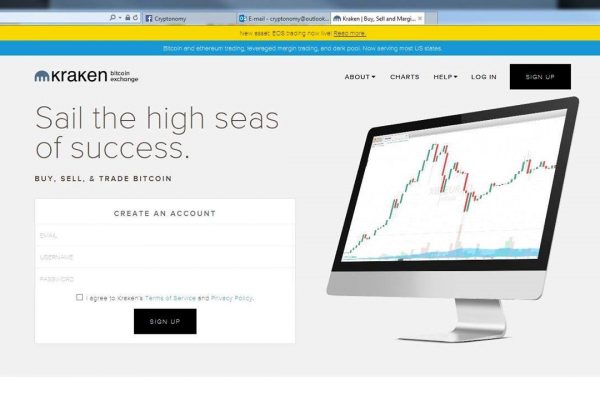 Cryptonomy
E-mail - cryptonomy@outlook...
Kraken | Buy, Sell and Margi...
New asset: EOS trading now live! Read more.
Bitcoin and ethereum trading, leveraged margin trading, and dark pool. Now serving most US states.
kraken bitcoin exchange
ABOUT CHARTS HELP LOG IN SIGN UP
Sail the high seas
of success.
BUY, SELL, & TRADE BITCOIN
CREATE AN ACCOUNT
EMAIL
USERNAME
PASSWORD
I agree to Kraken's Terms of Service and Privacy Policy.
SIGN UP